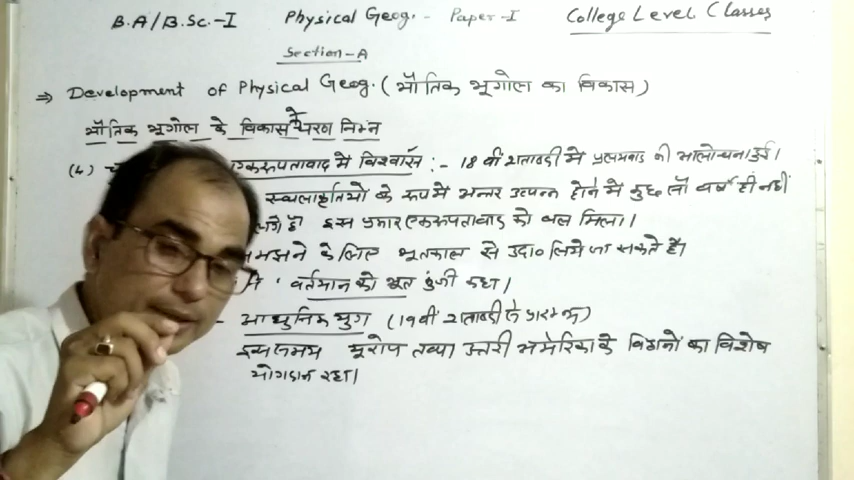 B.A/B.Sc.-I Physical Geog.- Paper-I College Level Classes
Section-A
⇒ Development of Physical Geog. (भौतिक भूगोल का विकास)
भौतिक भूगोल के विकास के चरण निम्न
(4) एकरूपतावाद में विश्वास :- 18 वीं शताब्दी में प्रलयवाद की आलोचना हुई।
स्थलाकृतियों के रूप में अन्तर उत्पन्न होने में कुछ सौ वर्ष ही नहीं
लगते हैं। इस प्रकार एकरूपतावाद को बल मिला।
समझने के लिए भूतकाल से उदा० लिये जा सकते हैं।
ने ' वर्तमान को भूत कुंजी कहा।
- आधुनिक युग (19वीं शताब्दी से प्रारम्भ)
इस समय यूरोप तथा उत्तरी अमेरिका के विद्वानों का विशेष
योगदान रहा।